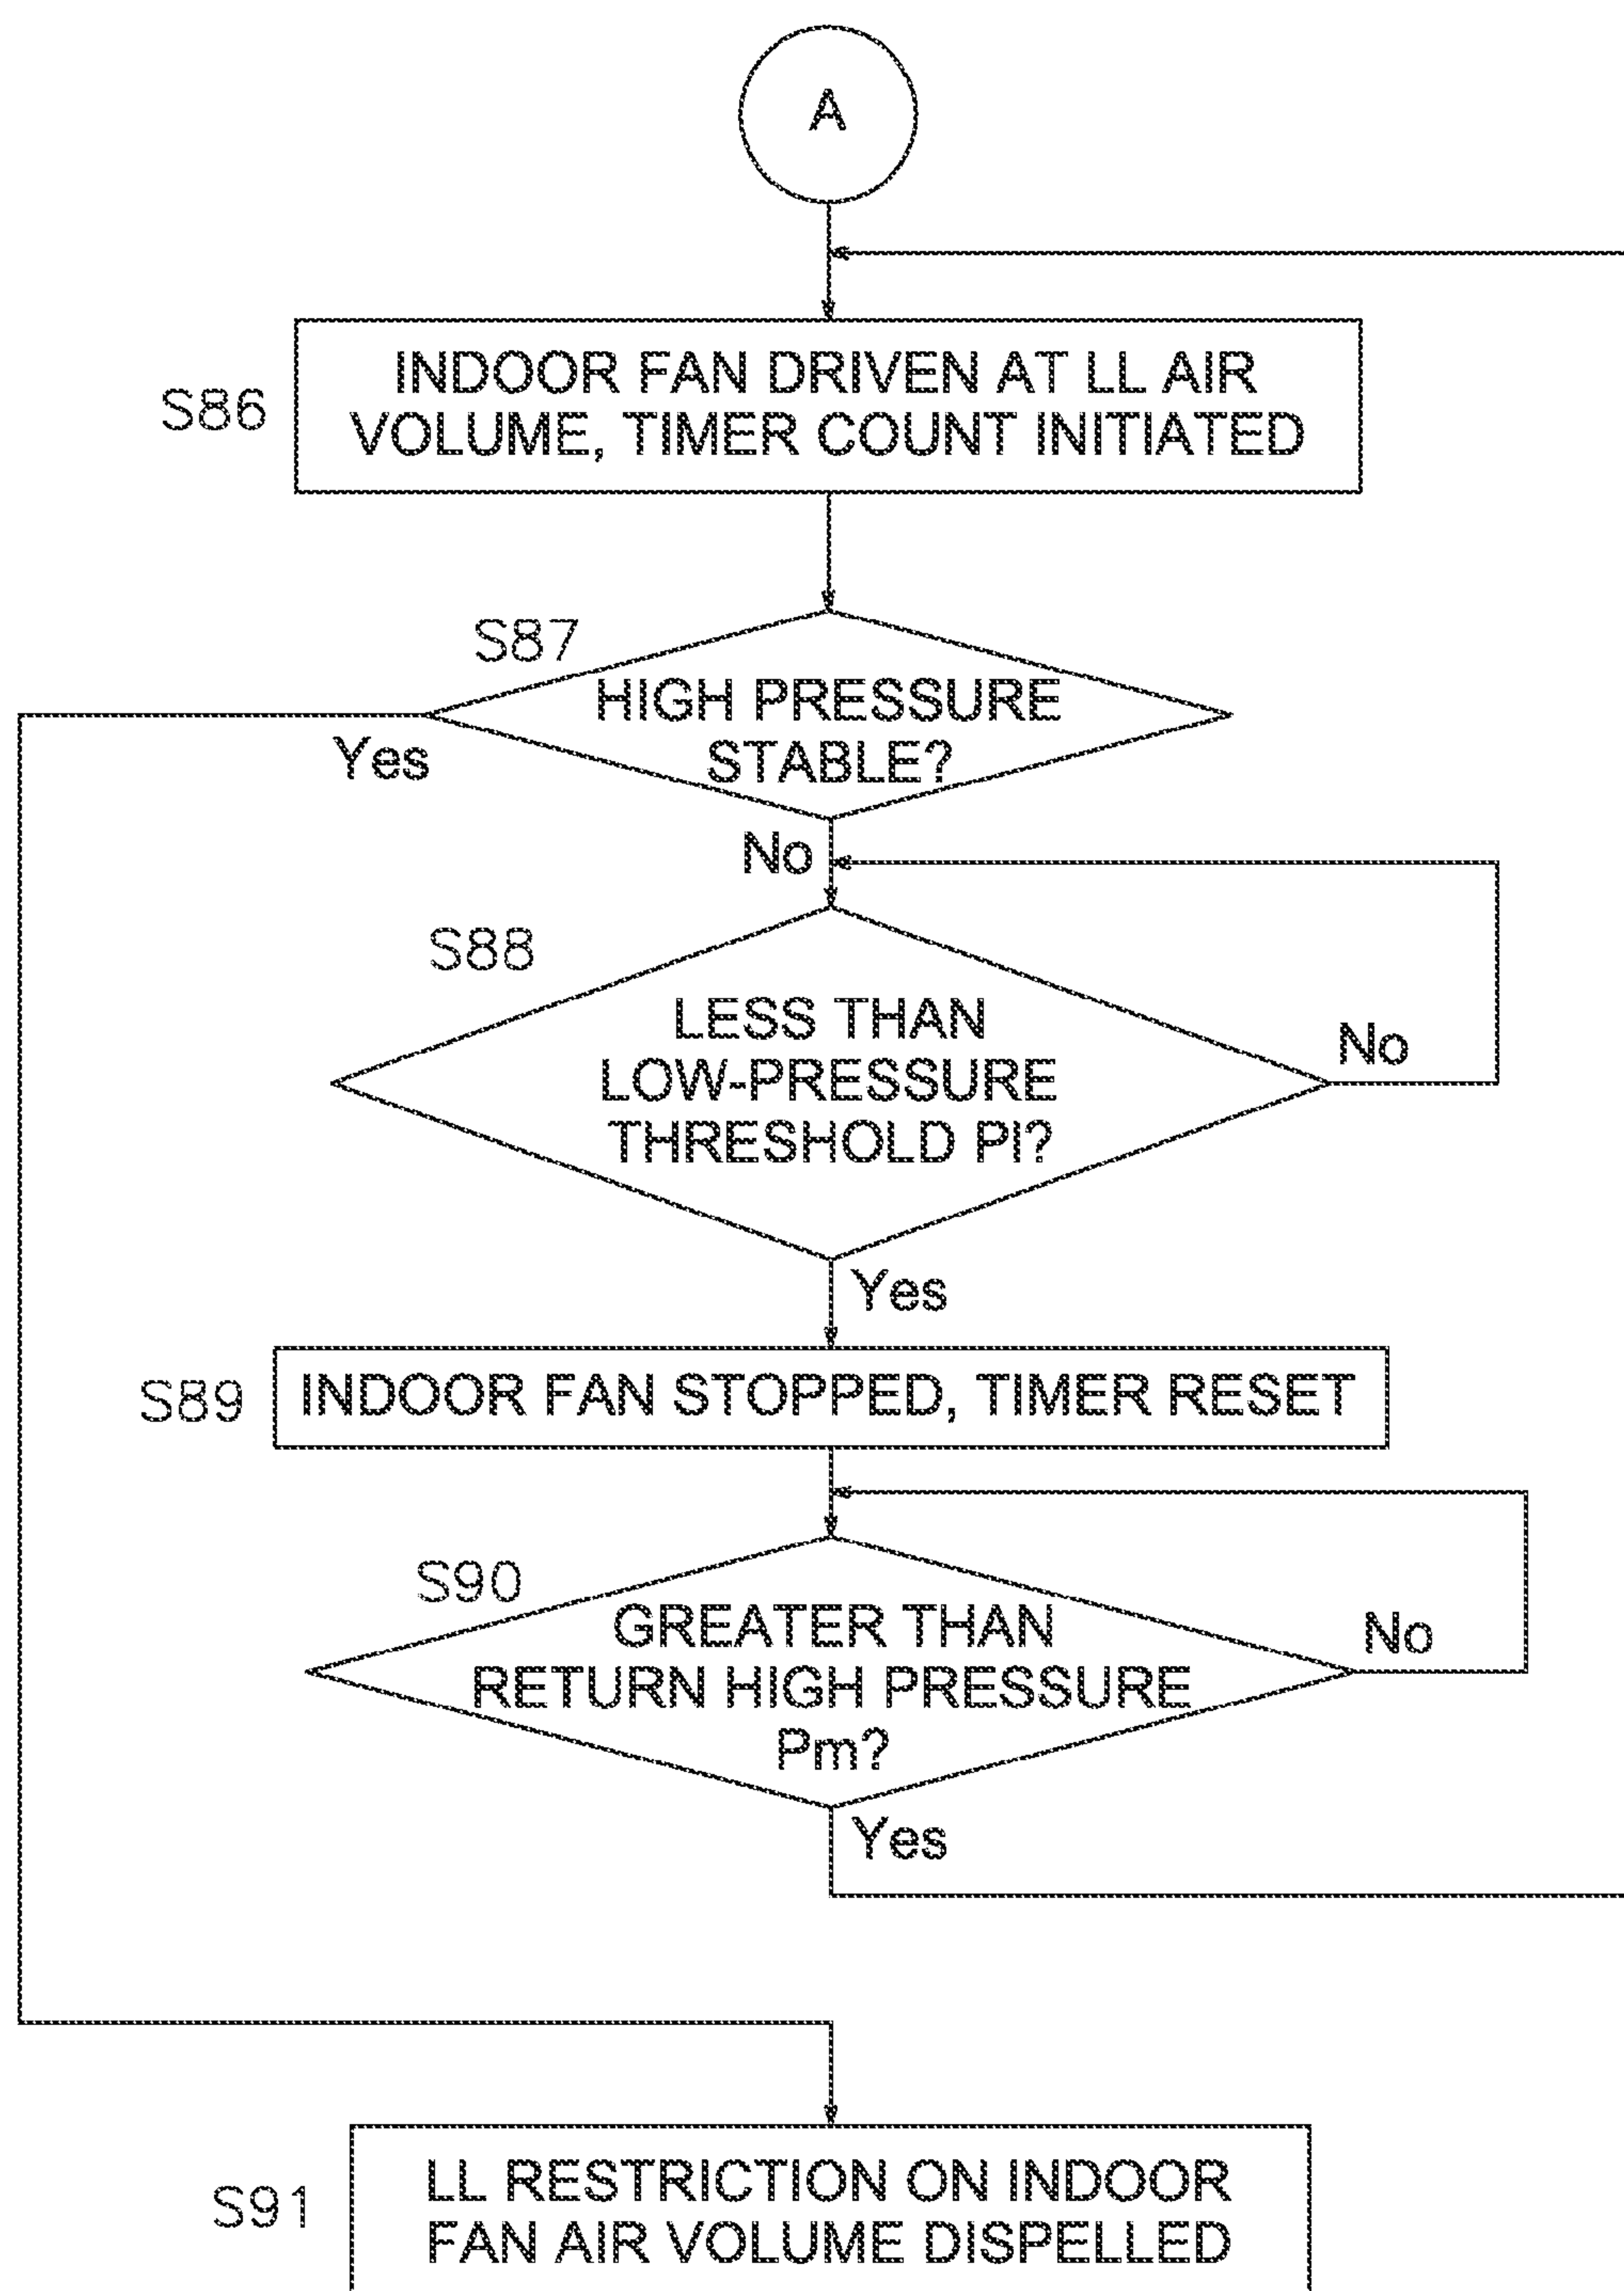 A
S86
INDOOR FAN DRIVEN AT LL AIR
VOLUME, TIMER COUNT INITIATED
S87
HIGH PRESSURE
STABLE?
Yes
No
S88
LESS THAN
LOW-PRESSURE
THRESHOLD Pl?
No
Yes
S89
INDOOR FAN STOPPED, TIMER RESET
S90
GREATER THAN
RETURN HIGH PRESSURE
Pm?
No
Yes
S91
LL RESTRICTION ON INDOOR
FAN AIR VOLUME DISPELLED